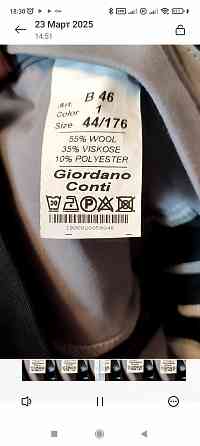 18:30
23 Март 2025
14:51
Art. B 46
Color 1
Size 44/176
55% WOOL
35% VISKOSE
10% POLYESTER
Giordano
Conti